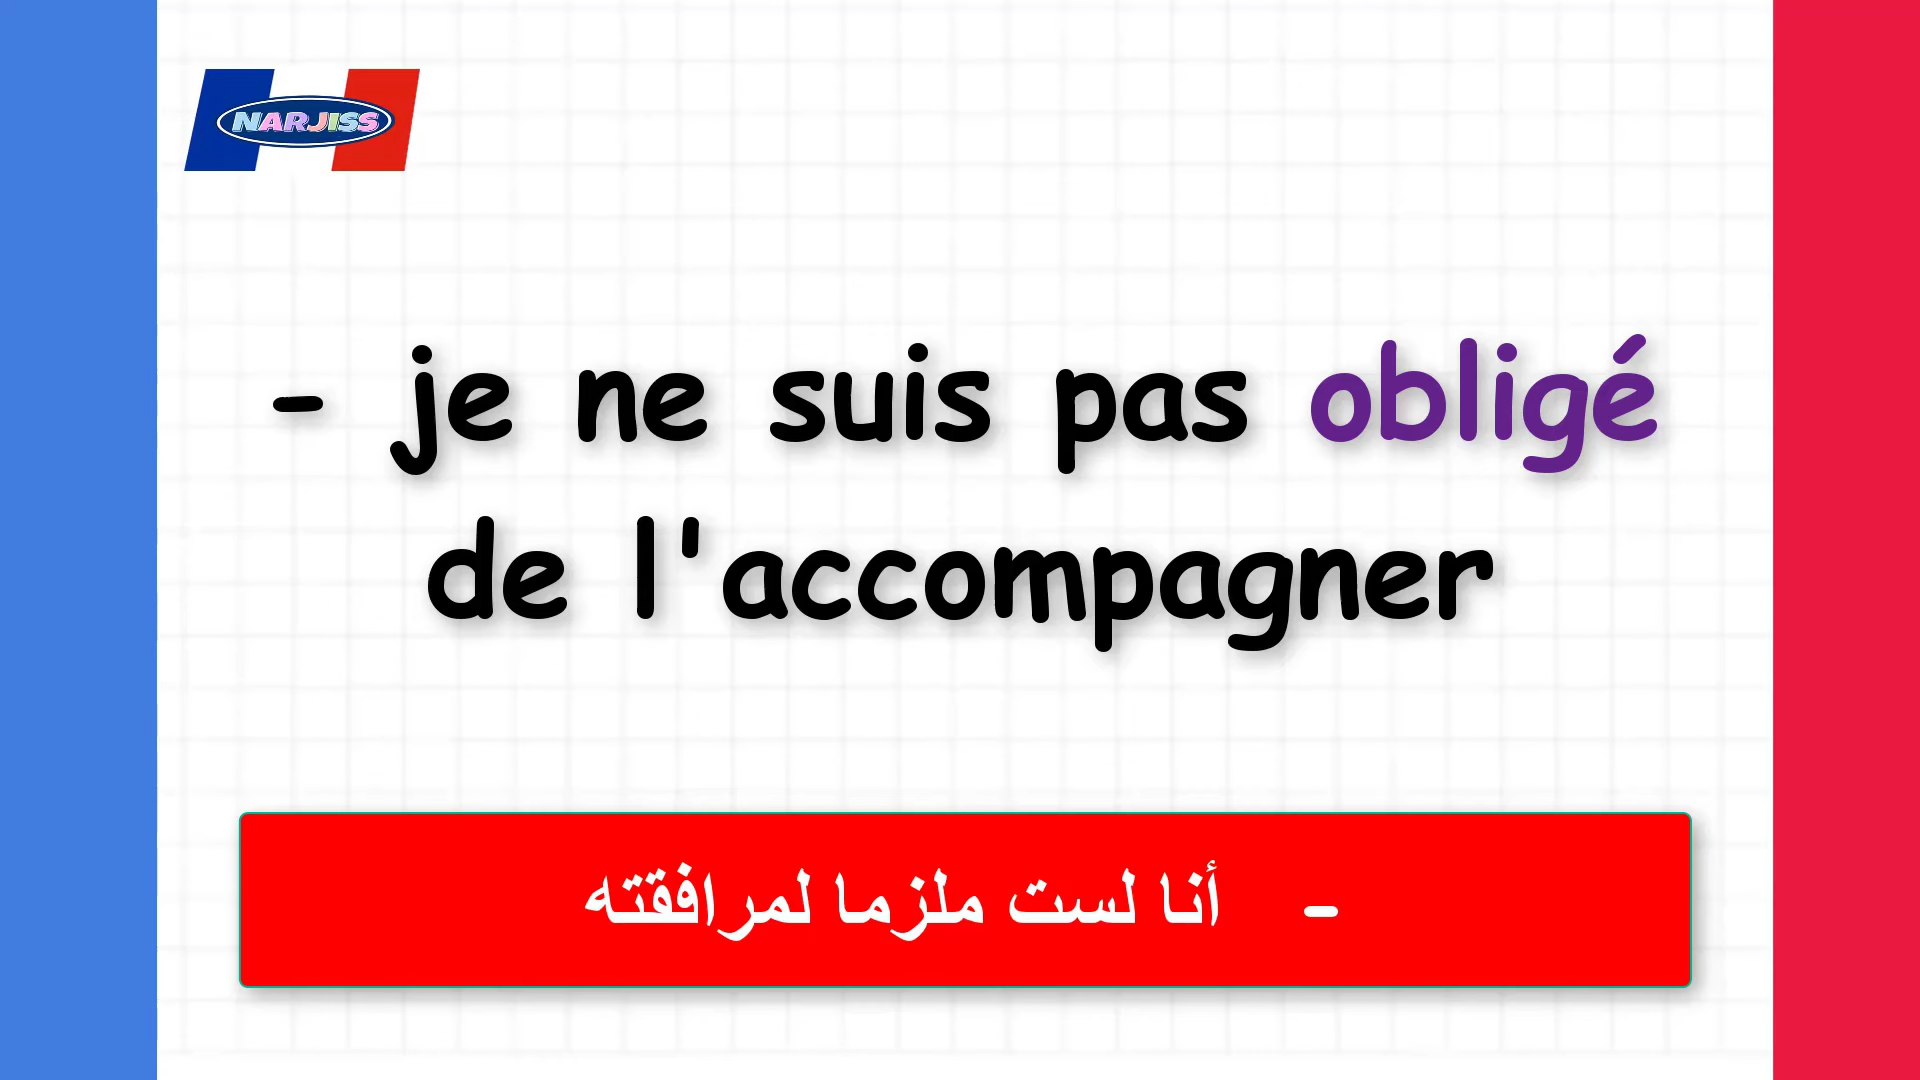 NARJISS
- je ne suis pas obligé
de l'accompagner
- أنا لست ملزما لمرافقته